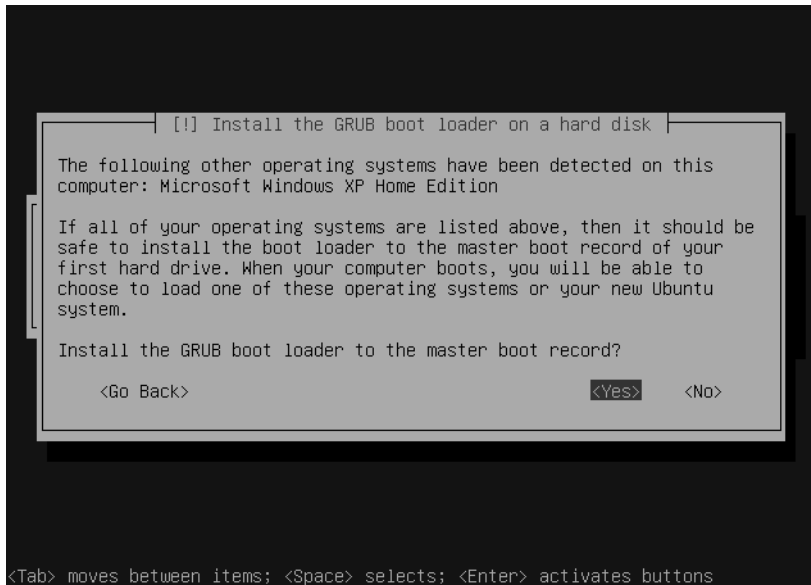 [!] Install the GRUB boot loader on a hard disk
The following other operating systems have been detected on this
computer: Microsoft Windows XP Home Edition
If all of your operating systems are listed above, then it should be
safe to install the boot loader to the master boot record of your
first hard drive. When your computer boots, you will be able to
choose to load one of these operating systems or your new Ubuntu
system.
Install the GRUB boot loader to the master boot record?
<Go Back> <Yes> <No>
<Tab> moves between items; <Space> selects; <Enter> activates buttons